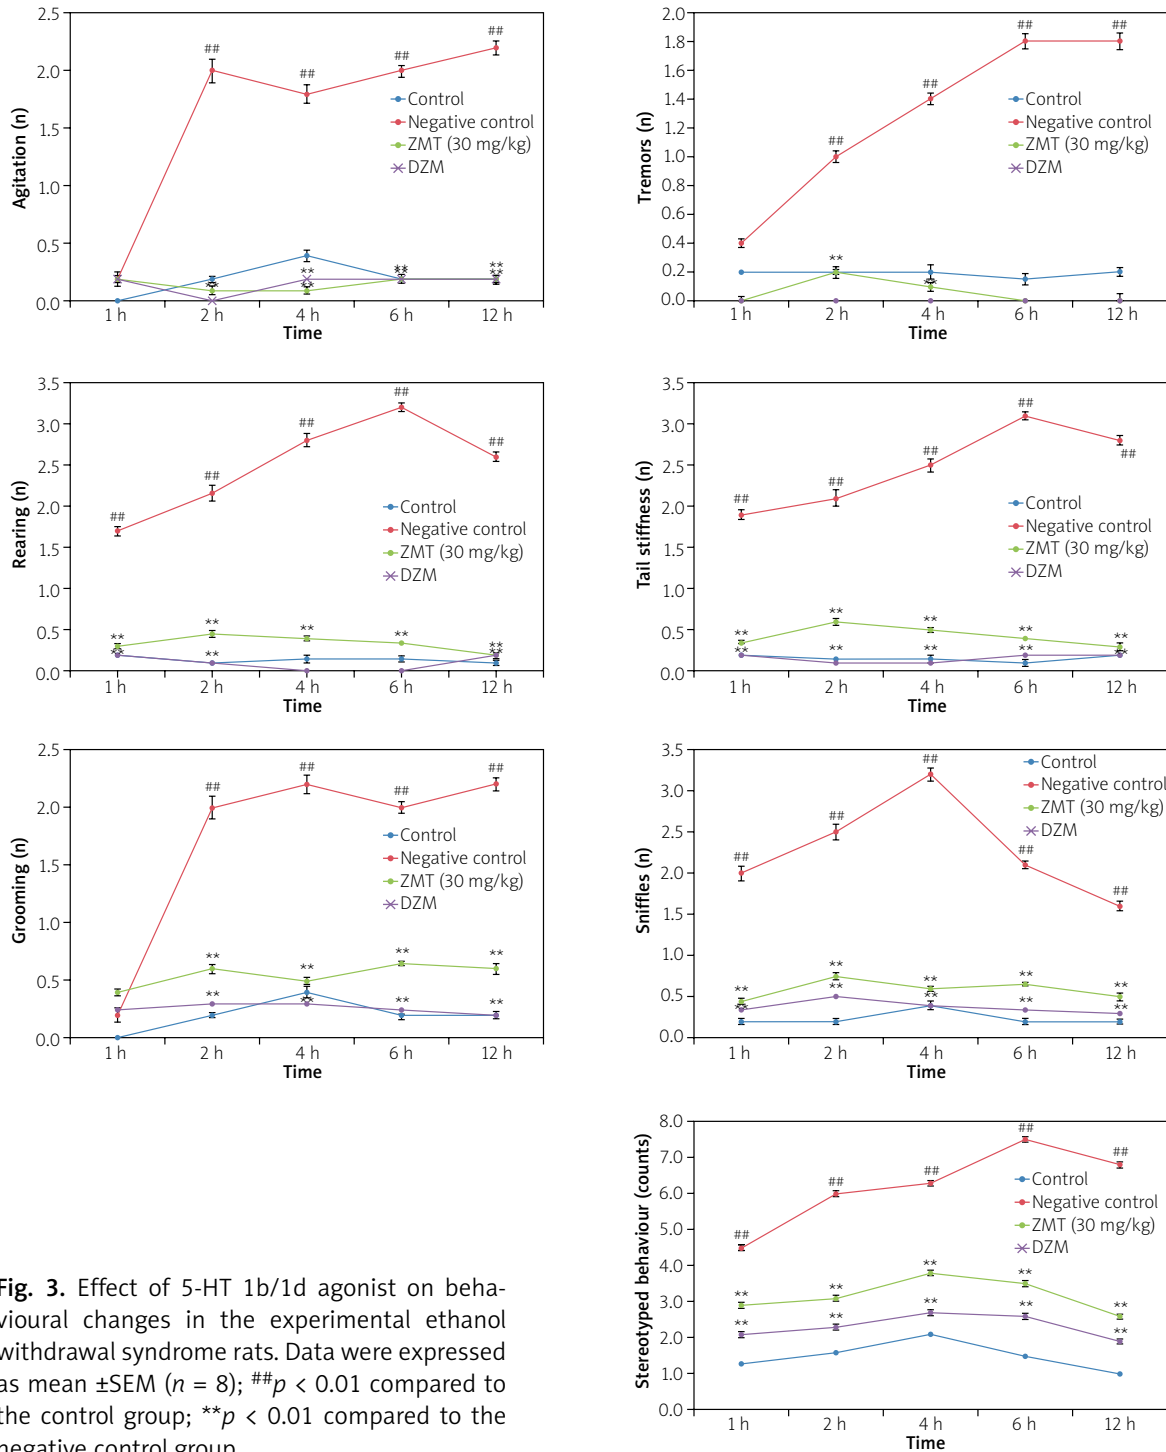 2.5
2.0
1.5
1.0
0.5
0.0
Agitation (n)
##
##
##
##
Control
Negative control
ZMT (30 mg/kg)
DZM
**
**
**
**
**
**
**
1 h 2 h 4 h 6 h 12 h
Time
2.0
1.8
1.6
1.4
1.2
1.0
0.8
0.6
0.4
0.2
0.0
Tremors (n)
##
##
##
##
Control
Negative control
ZMT (30 mg/kg)
DZM
**
**
1 h 2 h 4 h 6 h 12 h
Time
3.5
3.0
2.5
2.0
1.5
1.0
0.5
0.0
Rearing (n)
##
##
##
##
##
Control
Negative control
ZMT (30 mg/kg)
DZM
**
**
**
**
**
**
**
**
1 h 2 h 4 h 6 h 12 h
Time
3.5
3.0
2.5
2.0
1.5
1.0
0.5
0.0
Tail stiffness (n)
##
##
##
##
##
Control
Negative control
ZMT (30 mg/kg)
DZM
**
**
**
**
**
**
**
**
**
**
1 h 2 h 4 h 6 h 12 h
Time
2.5
2.0
1.5
1.0
0.5
0.0
Grooming (n)
##
##
##
##
Control
Negative control
ZMT (30 mg/kg)
DZM
**
**
**
**
**
**
**
**
1 h 2 h 4 h 6 h 12 h
Time
3.5
3.0
2.5
2.0
1.5
1.0
0.5
0.0
Sniffles (n)
##
##
##
##
##
Control
Negative control
ZMT (30 mg/kg)
DZM
**
**
**
**
**
**
**
**
**
**
1 h 2 h 4 h 6 h 12 h
Time
8.0
7.0
6.0
5.0
4.0
3.0
2.0
1.0
0.0
Stereotyped behaviour (counts)
##
##
##
##
##
Control
Negative control
ZMT (30 mg/kg)
DZM
**
**
**
**
**
**
**
**
**
**
1 h 2 h 4 h 6 h 12 h
Time
Fig. 3. Effect of 5-HT 1b/1d agonist on beha-
vioural changes in the experimental ethanol
withdrawal syndrome rats. Data were expressed
as mean ±SEM (n = 8); ##p < 0.01 compared to
the control group; **p < 0.01 compared to the
negative control group